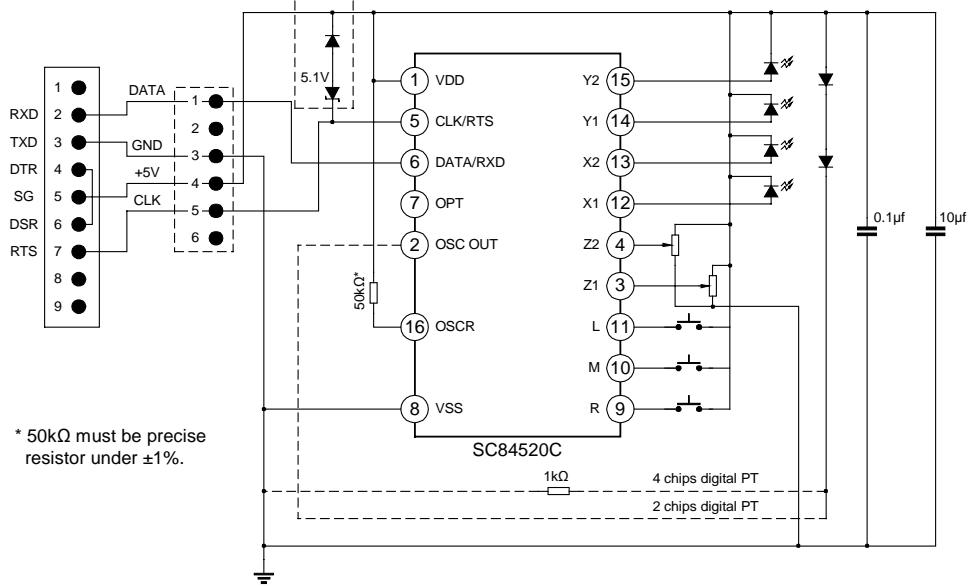 1
RXD 2
TXD 3
DTR 4
SG 5
DSR 6
RTS 7
8
9
DATA
GND
+5V
CLK
1
2
3
4
5
6
5.1V
50kΩ*
1 VDD
5 CLK/RTS
6 DATA/RXD
7 OPT
2 OSC OUT
16 OSCR
8 VSS
Y2 15
Y1 14
X2 13
X1 12
Z2 4
Z1 3
L 11
M 10
R 9
SC84520C
0.1µf
10µf
* 50kΩ must be precise
resistor under ±1%.
1kΩ
4 chips digital PT
2 chips digital PT